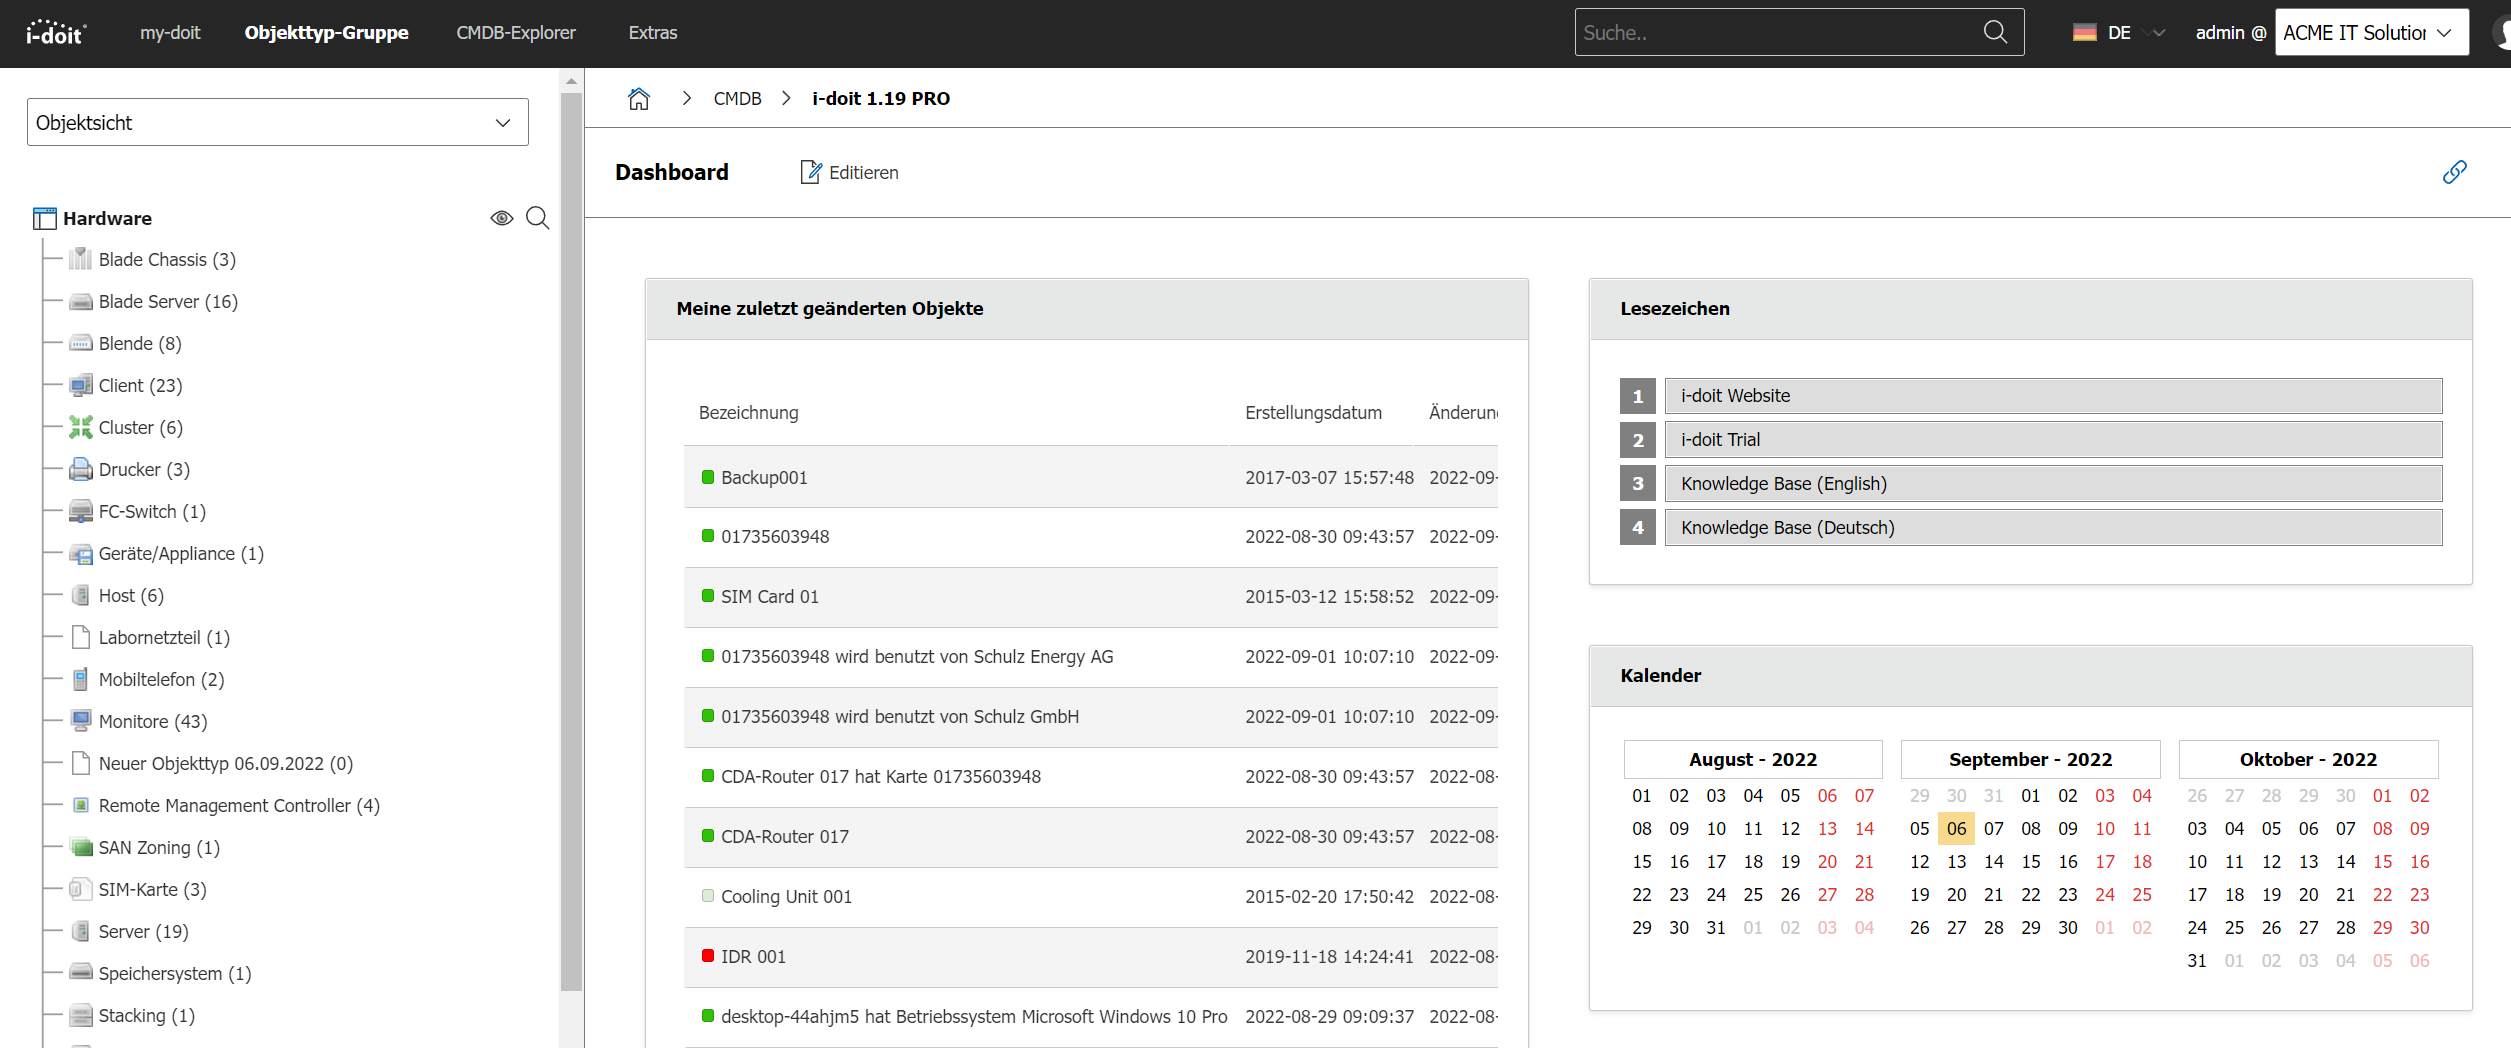 i-doit my-doit Objekttyp-Gruppe CMDB-Explorer Extras Suche.. DE admin @ ACME IT Solution
Objektsicht
Hardware
Blade Chassis (3)
Blade Server (16)
Blende (8)
Client (23)
Cluster (6)
Drucker (3)
FC-Switch (1)
Geräte/Appliance (1)
Host (6)
Labornetzteil (1)
Mobiltelefon (2)
Monitore (43)
Neuer Objekttyp 06.09.2022 (0)
Remote Management Controller (4)
SAN Zoning (1)
SIM-Karte (3)
Server (19)
Speichersystem (1)
Stacking (1)
CMDB i-doit 1.19 PRO
Dashboard Editieren
Meine zuletzt geänderten Objekte
Bezeichnung Erstellungsdatum Änderung
Backup001 2017-03-07 15:57:48 2022-09-
01735603948 2022-08-30 09:43:57 2022-09-
SIM Card 01 2015-03-12 15:58:52 2022-09-
01735603948 wird benutzt von Schulz Energy AG 2022-09-01 10:07:10 2022-09-
01735603948 wird benutzt von Schulz GmbH 2022-09-01 10:07:10 2022-09-
CDA-Router 017 hat Karte 01735603948 2022-08-30 09:43:57 2022-09-
CDA-Router 017 2022-08-30 09:43:57 2022-08-
Cooling Unit 001 2015-02-20 17:50:42 2022-08-
IDR 001 2019-11-18 14:24:41 2022-08-
desktop-44ahjm5 hat Betriebssystem Microsoft Windows 10 Pro 2022-08-29 09:09:37 2022-08-
Lesezeichen
1 i-doit Website
2 i-doit Trial
3 Knowledge Base (English)
4 Knowledge Base (Deutsch)
Kalender
August - 2022
01 02 03 04 05 06 07
08 09 10 11 12 13 14
15 16 17 18 19 20 21
22 23 24 25 26 27 28
29 30 31 01 02 03 04
September - 2022
29 30 31 01 02 03 04
05 06 07 08 09 10 11
12 13 14 15 16 17 18
19 20 21 22 23 24 25
26 27 28 29 30 01 02
Oktober - 2022
26 27 28 29 30 01 02
03 04 05 06 07 08 09
10 11 12 13 14 15 16
17 18 19 20 21 22 23
24 25 26 27 28 29 30
31 01 02 03 04 05 06